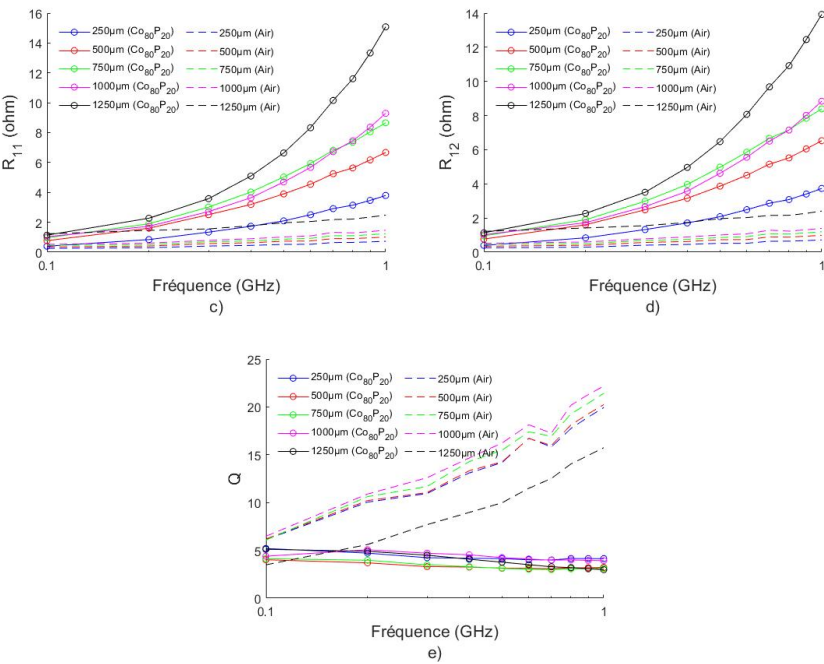 16
14
12
10
8
6
4
2
0
R11 (ohm)
250µm (Co80P20)
500µm (Co80P20)
750µm (Co80P20)
1000µm (Co80P20)
1250µm (Co80P20)
250µm (Air)
500µm (Air)
750µm (Air)
1000µm (Air)
1250µm (Air)
0.1
1
Fréquence (GHz)
c)
14
12
10
8
6
4
2
0
R12 (ohm)
250µm (Co80P20)
500µm (Co80P20)
750µm (Co80P20)
1000µm (Co80P20)
1250µm (Co80P20)
250µm (Air)
500µm (Air)
750µm (Air)
1000µm (Air)
1250µm (Air)
0.1
1
Fréquence (GHz)
d)
25
20
15
10
5
0
Q
250µm (Co80P20)
500µm (Co80P20)
750µm (Co80P20)
1000µm (Co80P20)
1250µm (Co80P20)
250µm (Air)
500µm (Air)
750µm (Air)
1000µm (Air)
1250µm (Air)
0.1
1
Fréquence (GHz)
e)